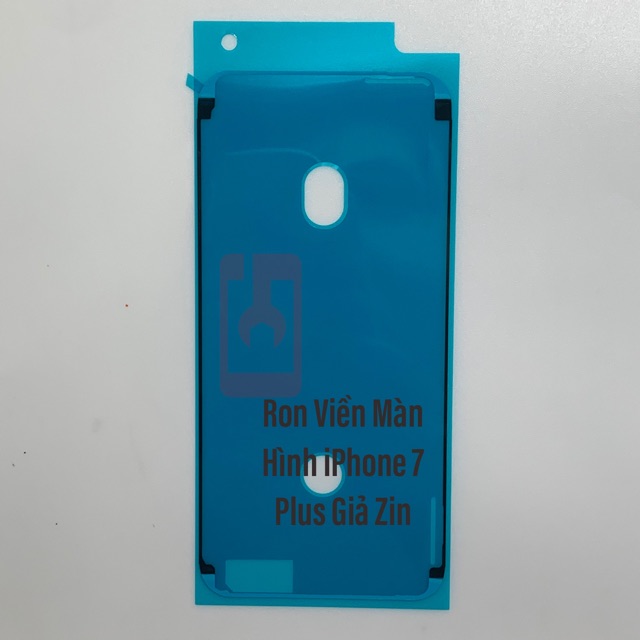 Ron Viền Màn
Hình iPhone 7
Plus Giả Zin